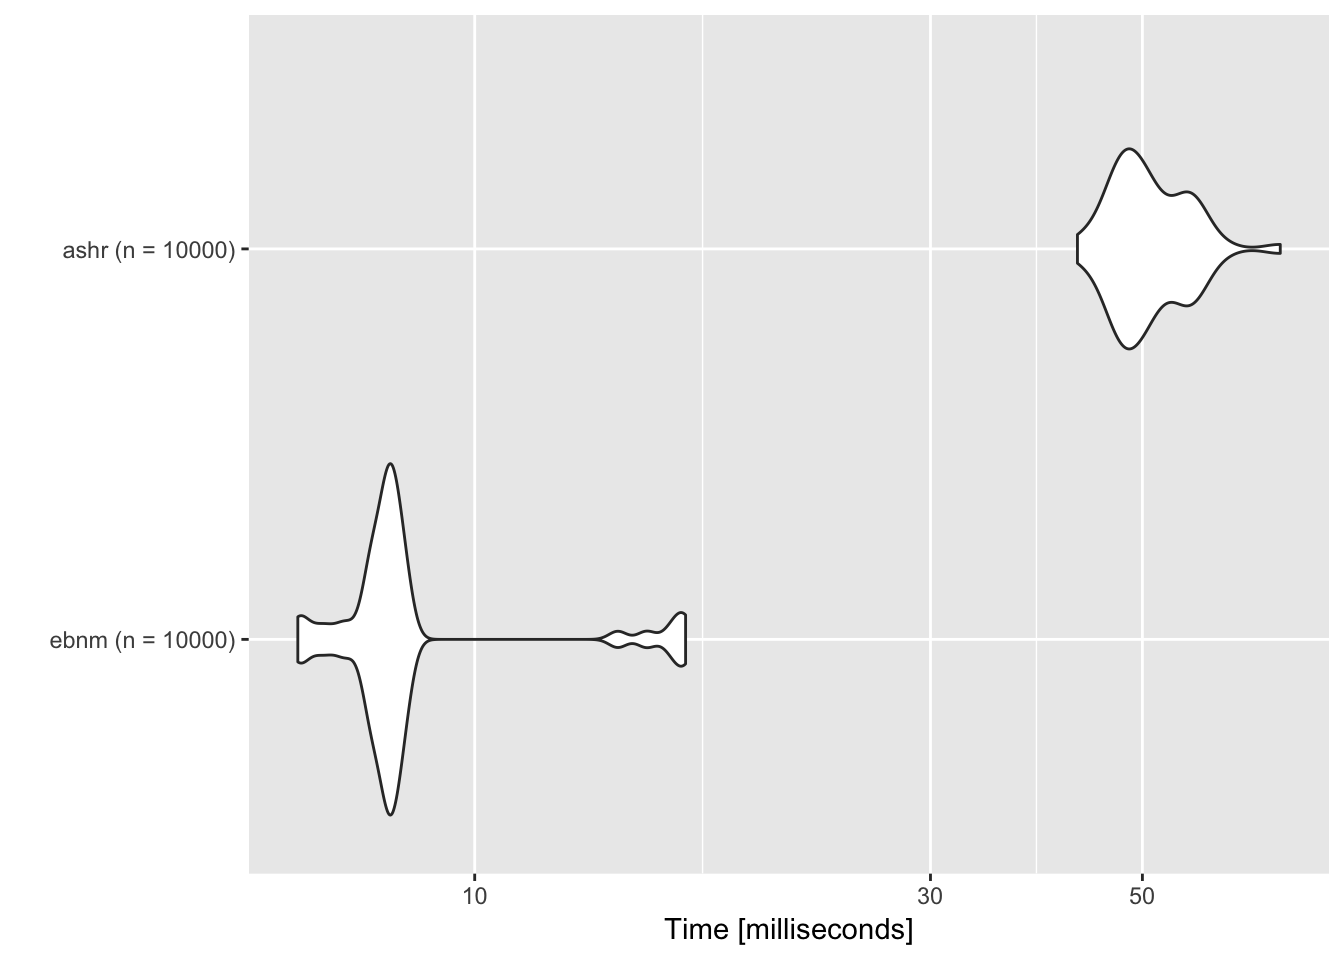 ashr (n = 10000)
ebnm (n = 10000)
10 30 50
Time [milliseconds]